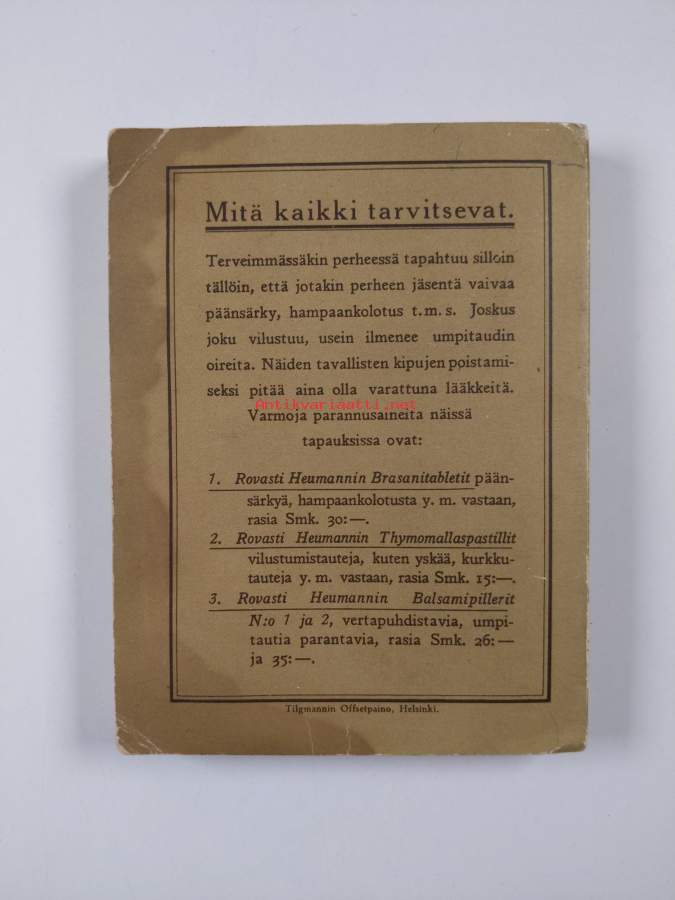 Mitä kaikki tarvitsevat.
Terveimmässäkin perheessä tapahtuu silloin
tällöin, että jotakin perheen jäsentä vaivaa
päänsärky, hampaankolotus t.m.s. Joskus
joku vilustuu, usein ilmenee umpitaudin
oireita. Näiden tavallisten kipujen poistami-
seksi pitää aina olla varattuna lääkkeitä.
Antikvariaatti.net
Varmoja parannusaineita näissä
tapauksissa ovat:
1. Rovasti Heumannin Brasanitabletit pään-
särkyä, hampaankolotusta y. m. vastaan,
rasia Smk. 30:—.
2. Rovasti Heumannin Thymomallaspastillit
vilustumistauteja, kuten yskää, kurkku-
tauteja y. m. vastaan, rasia Smk. 15:—.
3. Rovasti Heumannin Balsamipillerit
N:o 1 ja 2, vertapuhdistavia, umpi-
tautia parantavia, rasia Smk. 26:—
ja 35:—.
Tilgmannin Offsetpaino, Helsinki.